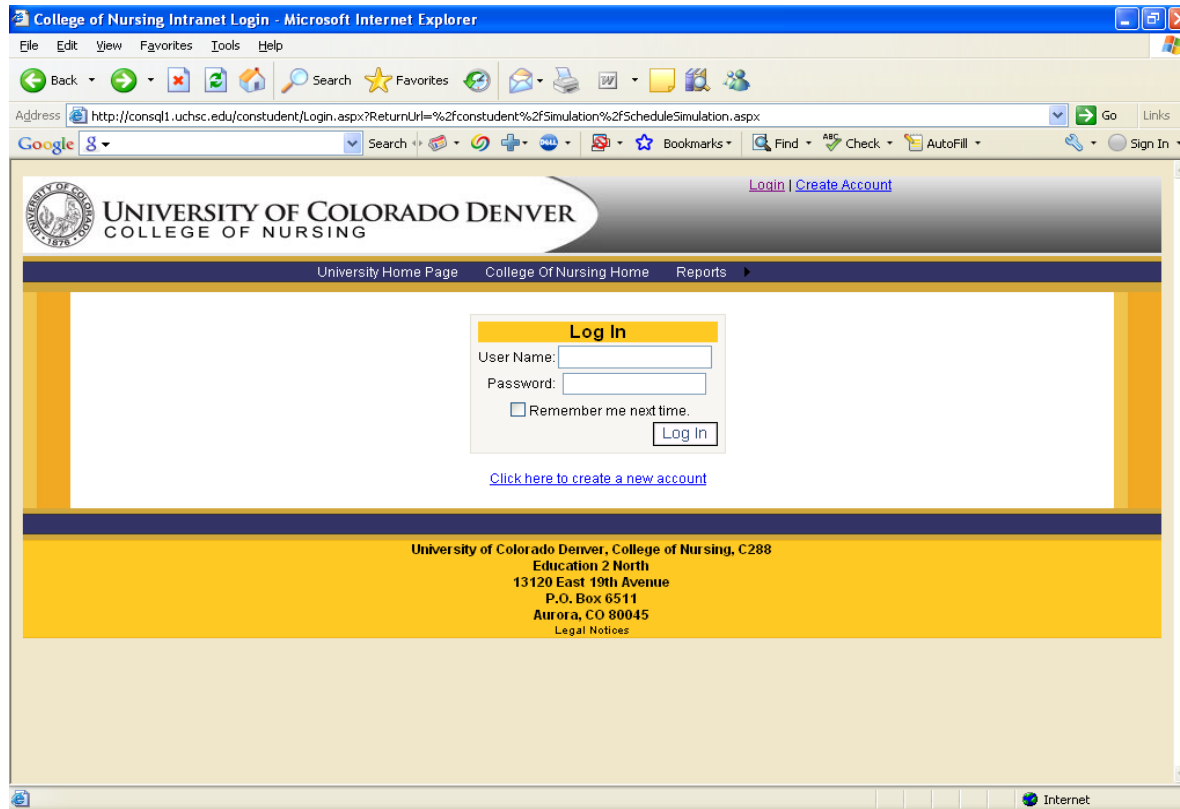 College of Nursing Intranet Login - Microsoft Internet Explorer
File Edit View Favorites Tools Help
Back Search Favorites
Address http://consql1.uchsc.edu/constudent/Login.aspx?ReturnUrl=%2fconstudent%2fSimulation%2fScheduleSimulation.aspx Go Links
Google Search Bookmarks Find Check AutoFill Sign In
Login | Create Account
UNIVERSITY OF COLORADO DENVER
COLLEGE OF NURSING
University Home Page College Of Nursing Home Reports
Log In
User Name:
Password:
Remember me next time.
Log In
Click here to create a new account
University of Colorado Denver, College of Nursing, C288
Education 2 North
13120 East 19th Avenue
P.O. Box 6511
Aurora, CO 80045
Legal Notices
Internet